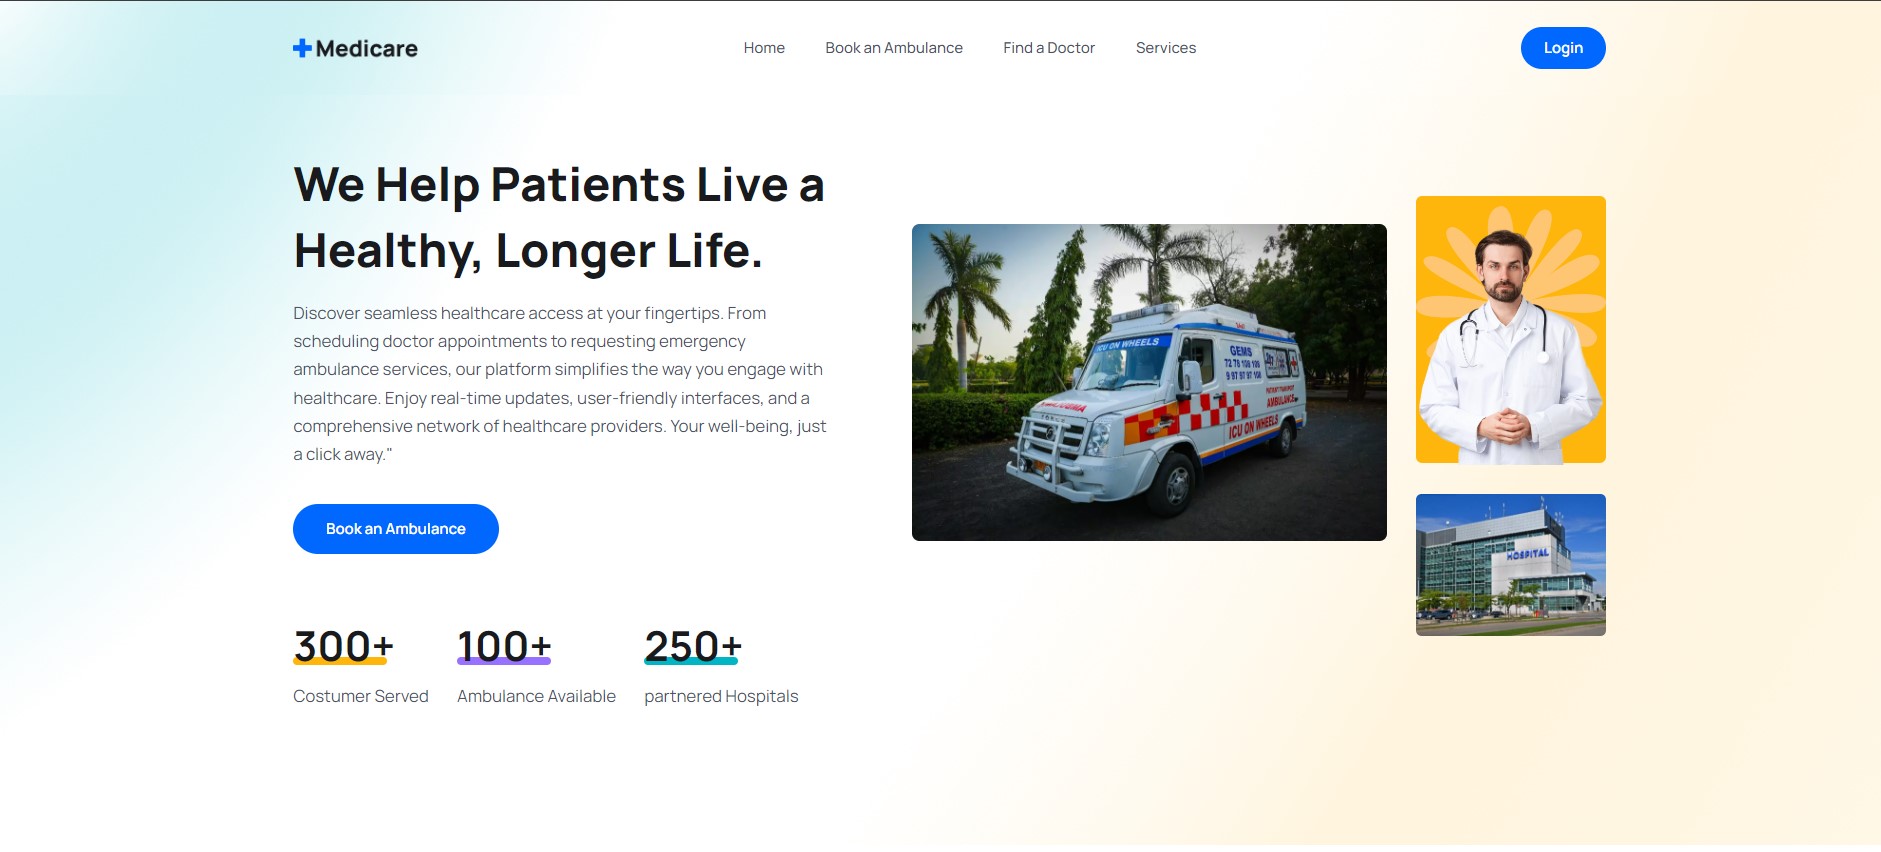 Medicare
Home
Book an Ambulance
Find a Doctor
Services
Login
We Help Patients Live a
Healthy, Longer Life.
Discover seamless healthcare access at your fingertips. From
scheduling doctor appointments to requesting emergency
ambulance services, our platform simplifies the way you engage with
healthcare. Enjoy real-time updates, user-friendly interfaces, and a
comprehensive network of healthcare providers. Your well-being, just
a click away."
Book an Ambulance
300+
Costumer Served
100+
Ambulance Available
250+
partnered Hospitals
ICU ON WHEELS
GEMS
AMBULANCE
ICU ON WHEELS
HOSPITAL